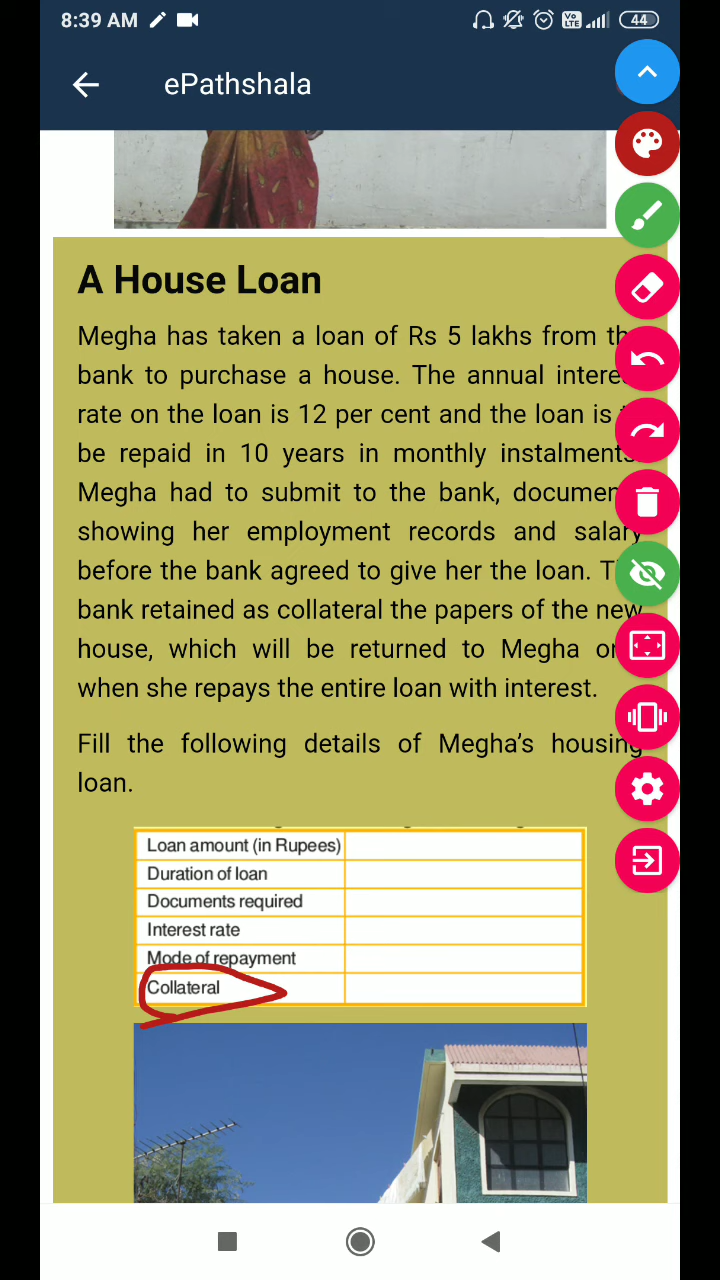 8:39 AM
Vo LTE
44
ePathshala
A House Loan
Megha has taken a loan of Rs 5 lakhs from
bank to purchase a house. The annual
rate on the loan is 12 per cent and the loan is
be repaid in 10 years in monthly instalments
Megha had to submit to the bank,
showing her employment records and salary
before the bank agreed to give her the loan.
bank retained as collateral the papers of the new
house, which will be returned to Megha
when she repays the entire loan with interest.
Fill the following details of Megha's housing
loan.
Loan amount (in Rupees)
Duration of loan
Documents required
Interest rate
Mode of repayment
Collateral